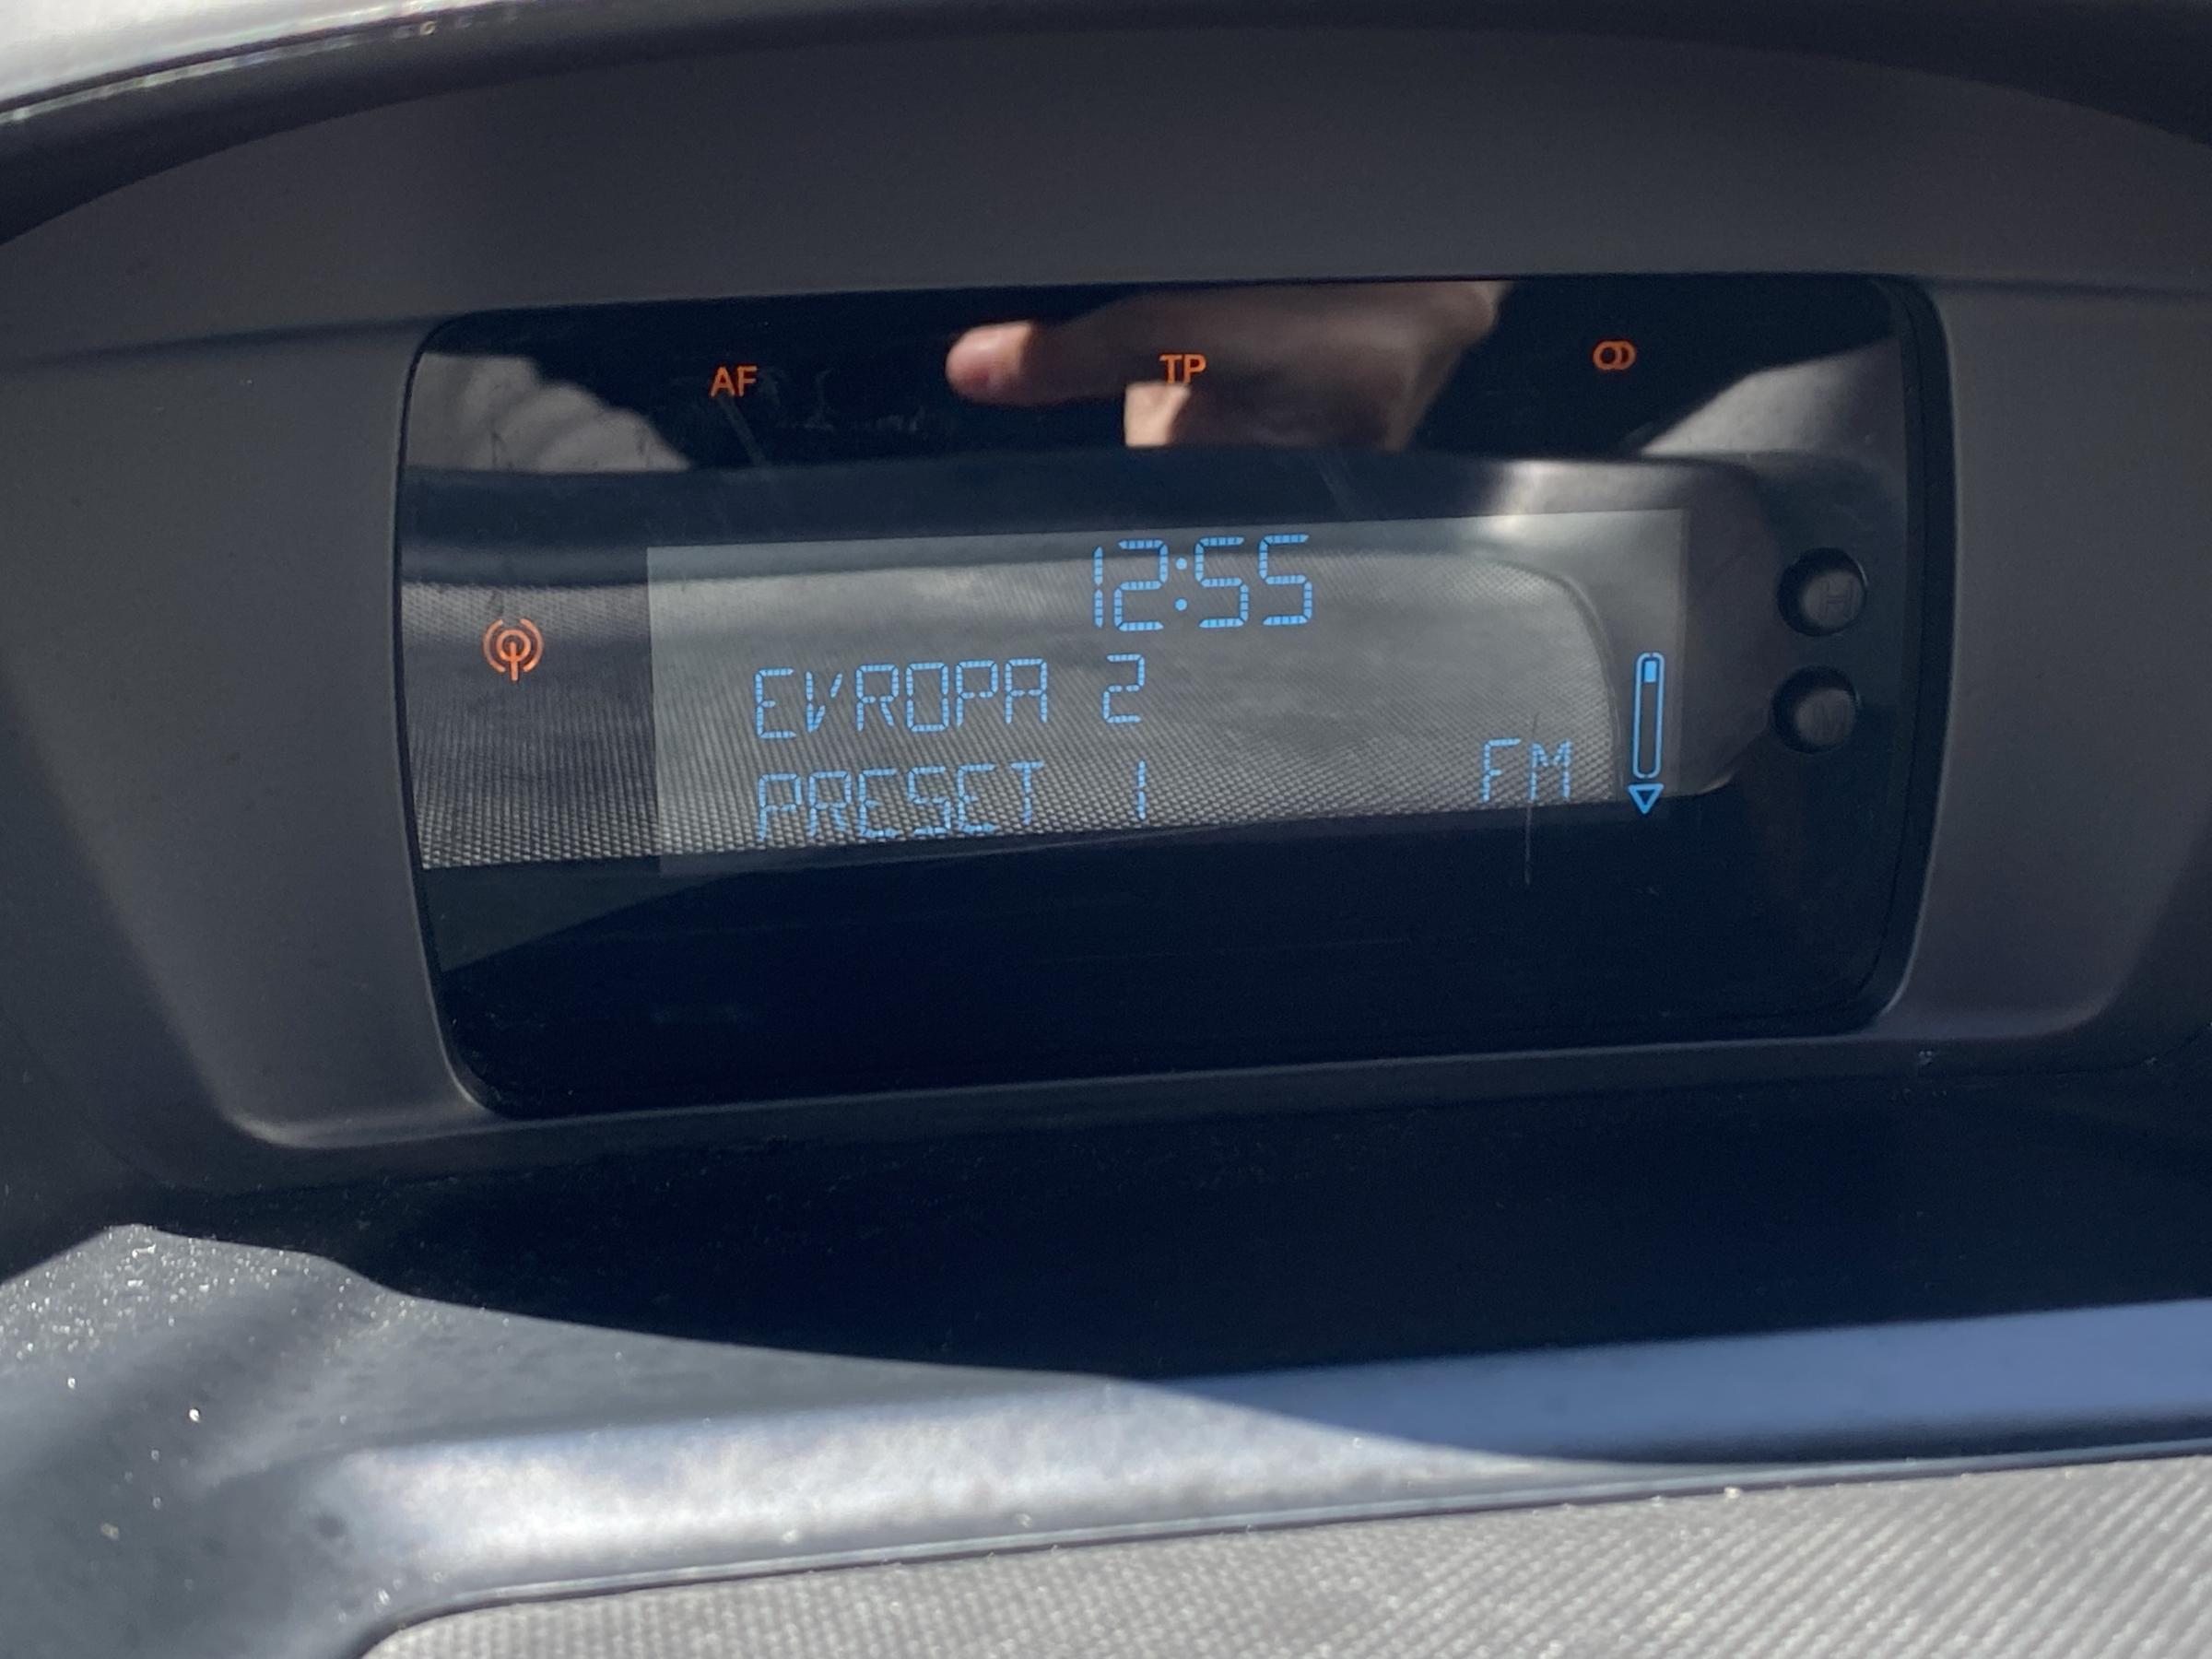 AF TP
12:55
EVROPA 2
PRESET 1 FM
H
M